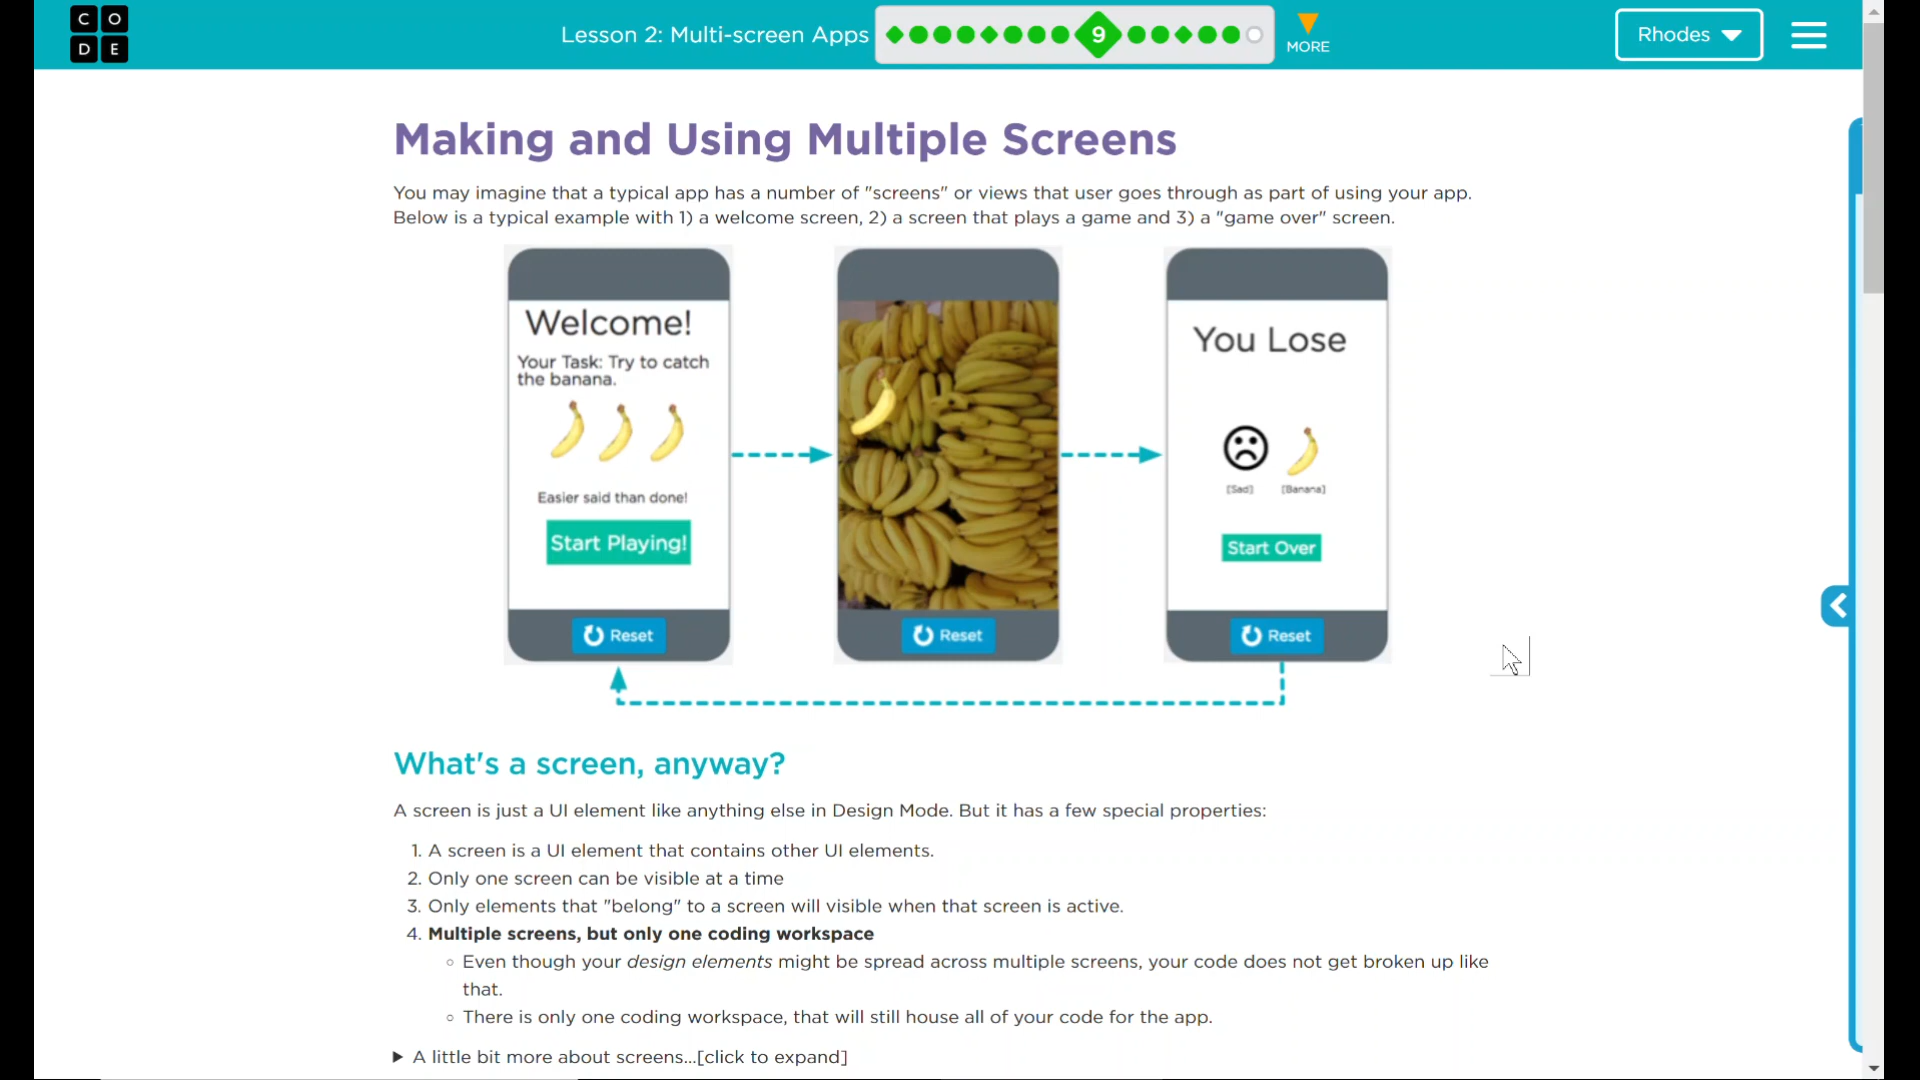 C O
D E
Lesson 2: Multi-screen Apps
9
MORE
Rhodes
Making and Using Multiple Screens
You may imagine that a typical app has a number of "screens" or views that user goes through as part of using your app.
Below is a typical example with 1) a welcome screen, 2) a screen that plays a game and 3) a "game over" screen.
Welcome!
Your Task: Try to catch
the banana.
Easier said than done!
Start Playing!
Reset
Reset
You Lose
[Sad] [Banana]
Start Over
Reset
What's a screen, anyway?
A screen is just a UI element like anything else in Design Mode. But it has a few special properties:
1. A screen is a UI element that contains other UI elements.
2. Only one screen can be visible at a time
3. Only elements that "belong" to a screen will visible when that screen is active.
4. Multiple screens, but only one coding workspace
Even though your design elements might be spread across multiple screens, your code does not get broken up like
that.
There is only one coding workspace, that will still house all of your code for the app.
A little bit more about screens...[click to expand]